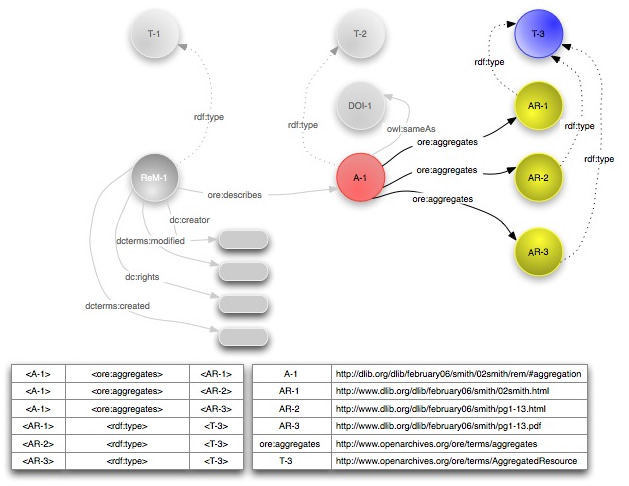 T-1
T-2
T-3
rdf:type
DOI-1
AR-1
rdf:type
rdf:type
owl:sameAs
rdf:type
ore:aggregates
rdf:type
ReM-1
ore:describes
A-1
ore:aggregates
AR-2
ore:aggregates
dc:creator
dcterms:modified
AR-3
dc:rights
dcterms:created
<A-1> <ore:aggregates> <AR-1>
<A-1> <ore:aggregates> <AR-2>
<A-1> <ore:aggregates> <AR-3>
<AR-1> <rdf:type> <T-3>
<AR-2> <rdf:type> <T-3>
<AR-3> <rdf:type> <T-3>
A-1 http://dlib.org/dlib/february06/smith/02smith/rem/#aggregation
AR-1 http://www.dlib.org/dlib/february06/smith/02smith.html
AR-2 http://www.dlib.org/dlib/february06/smith/pg1-13.html
AR-3 http://www.dlib.org/dlib/february06/smith/pg1-13.pdf
ore:aggregates http://www.openarchives.org/ore/terms/aggregates
T-3 http://www.openarchives.org/ore/terms/AggregatedResource